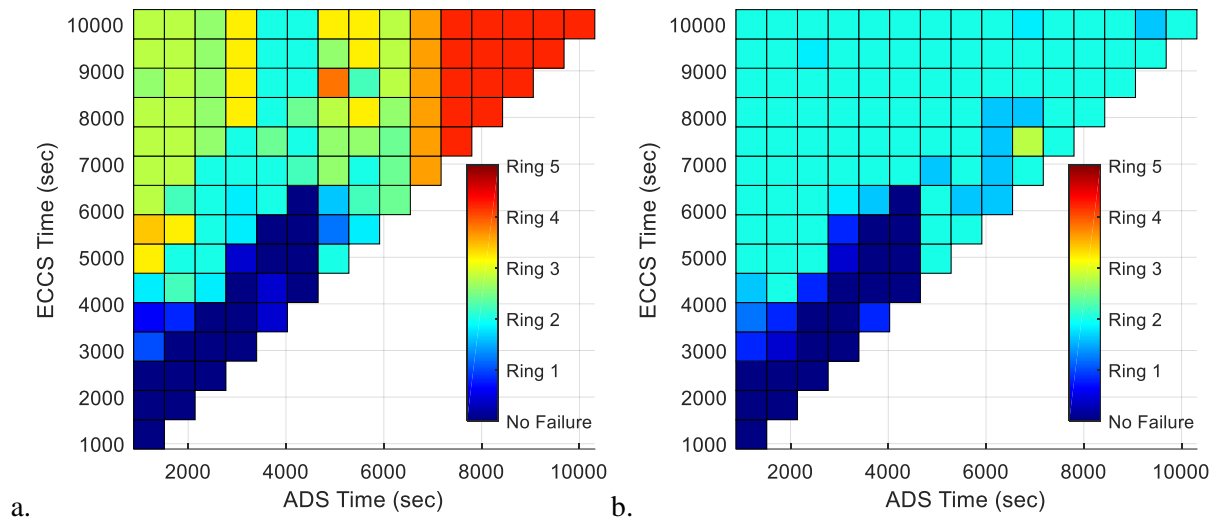 10000
9000
8000
7000
6000
5000
4000
3000
2000
1000
ECCS Time (sec)
2000 4000 6000 8000 10000
ADS Time (sec)
Ring 5
Ring 4
Ring 3
Ring 2
Ring 1
No Failure
a.
10000
9000
8000
7000
6000
5000
4000
3000
2000
1000
ECCS Time (sec)
2000 4000 6000 8000 10000
ADS Time (sec)
Ring 5
Ring 4
Ring 3
Ring 2
Ring 1
No Failure
b.